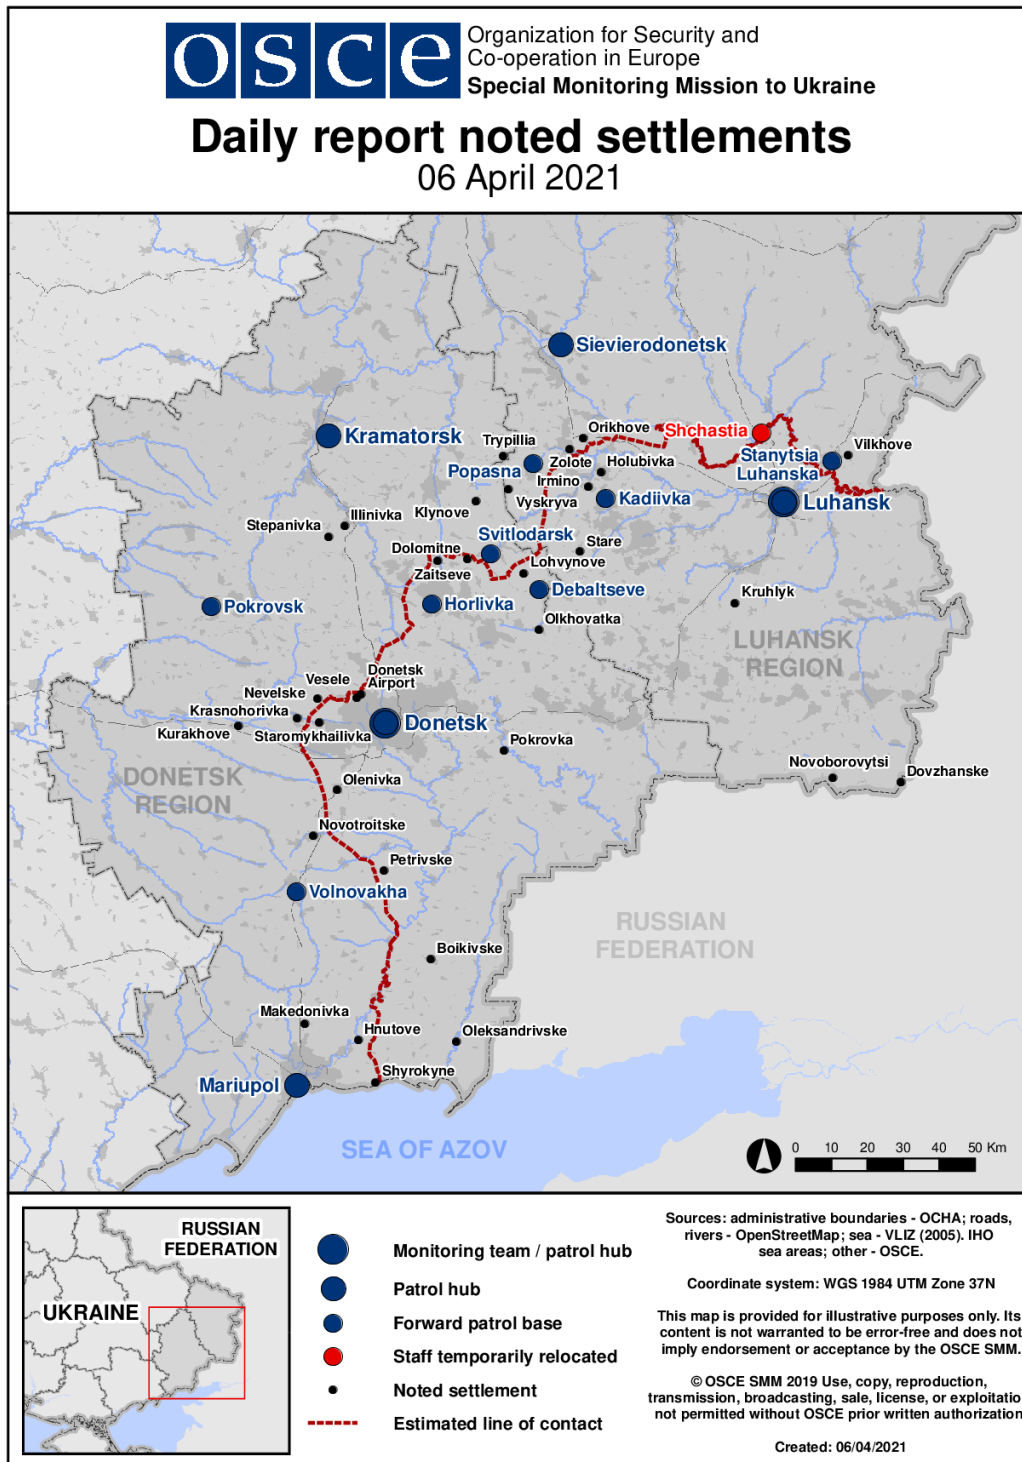 osce
Organization for Security and
Co-operation in Europe
Special Monitoring Mission to Ukraine
Daily report noted settlements
06 April 2021
Sievierodonetsk
Kramatorsk
Orikhove
Shchastia
Trypillia
Zolote
Vilkhove
Stanytsia
Luhanska
Popasna
Holubivka
Irmino
Kadiivka
Vyskryva
Klynove
Luhansk
Illinivka
Stepanivka
Svitlodarsk
Stare
Dolomitne
Zaitseve
Lohvynove
Debaltseve
Kruhlyk
Horlivka
Pokrovsk
Olkhovatka
LUHANSK
REGION
Donetsk
Airport
Vesele
Nevelske
Krasnohorivka
Kurakhove
Staromykhailivka
Donetsk
Pokrovka
Novoborovytsi
Dovzhanske
DONETSK
REGION
Olenivka
Novotroitske
Petrivske
Volnovakha
RUSSIAN
FEDERATION
Boikivske
Makedonivka
Hnutove
Oleksandrivske
Shyrokyne
Mariupol
SEA OF AZOV
0 10 20 30 40 50 Km
RUSSIAN
FEDERATION
UKRAINE
Monitoring team / patrol hub
Patrol hub
Forward patrol base
Staff temporarily relocated
Noted settlement
Estimated line of contact
Sources: administrative boundaries - OCHA; roads,
rivers - OpenStreetMap; sea - VLIZ (2005). IHO
sea areas; other - OSCE.
Coordinate system: WGS 1984 UTM Zone 37N
This map is provided for illustrative purposes only. Its
content is not warranted to be error-free and does not
imply endorsement or acceptance by the OSCE SMM.
© OSCE SMM 2019 Use, copy, reproduction,
transmission, broadcasting, sale, license, or exploitatio
not permitted without OSCE prior written authorization
Created: 06/04/2021